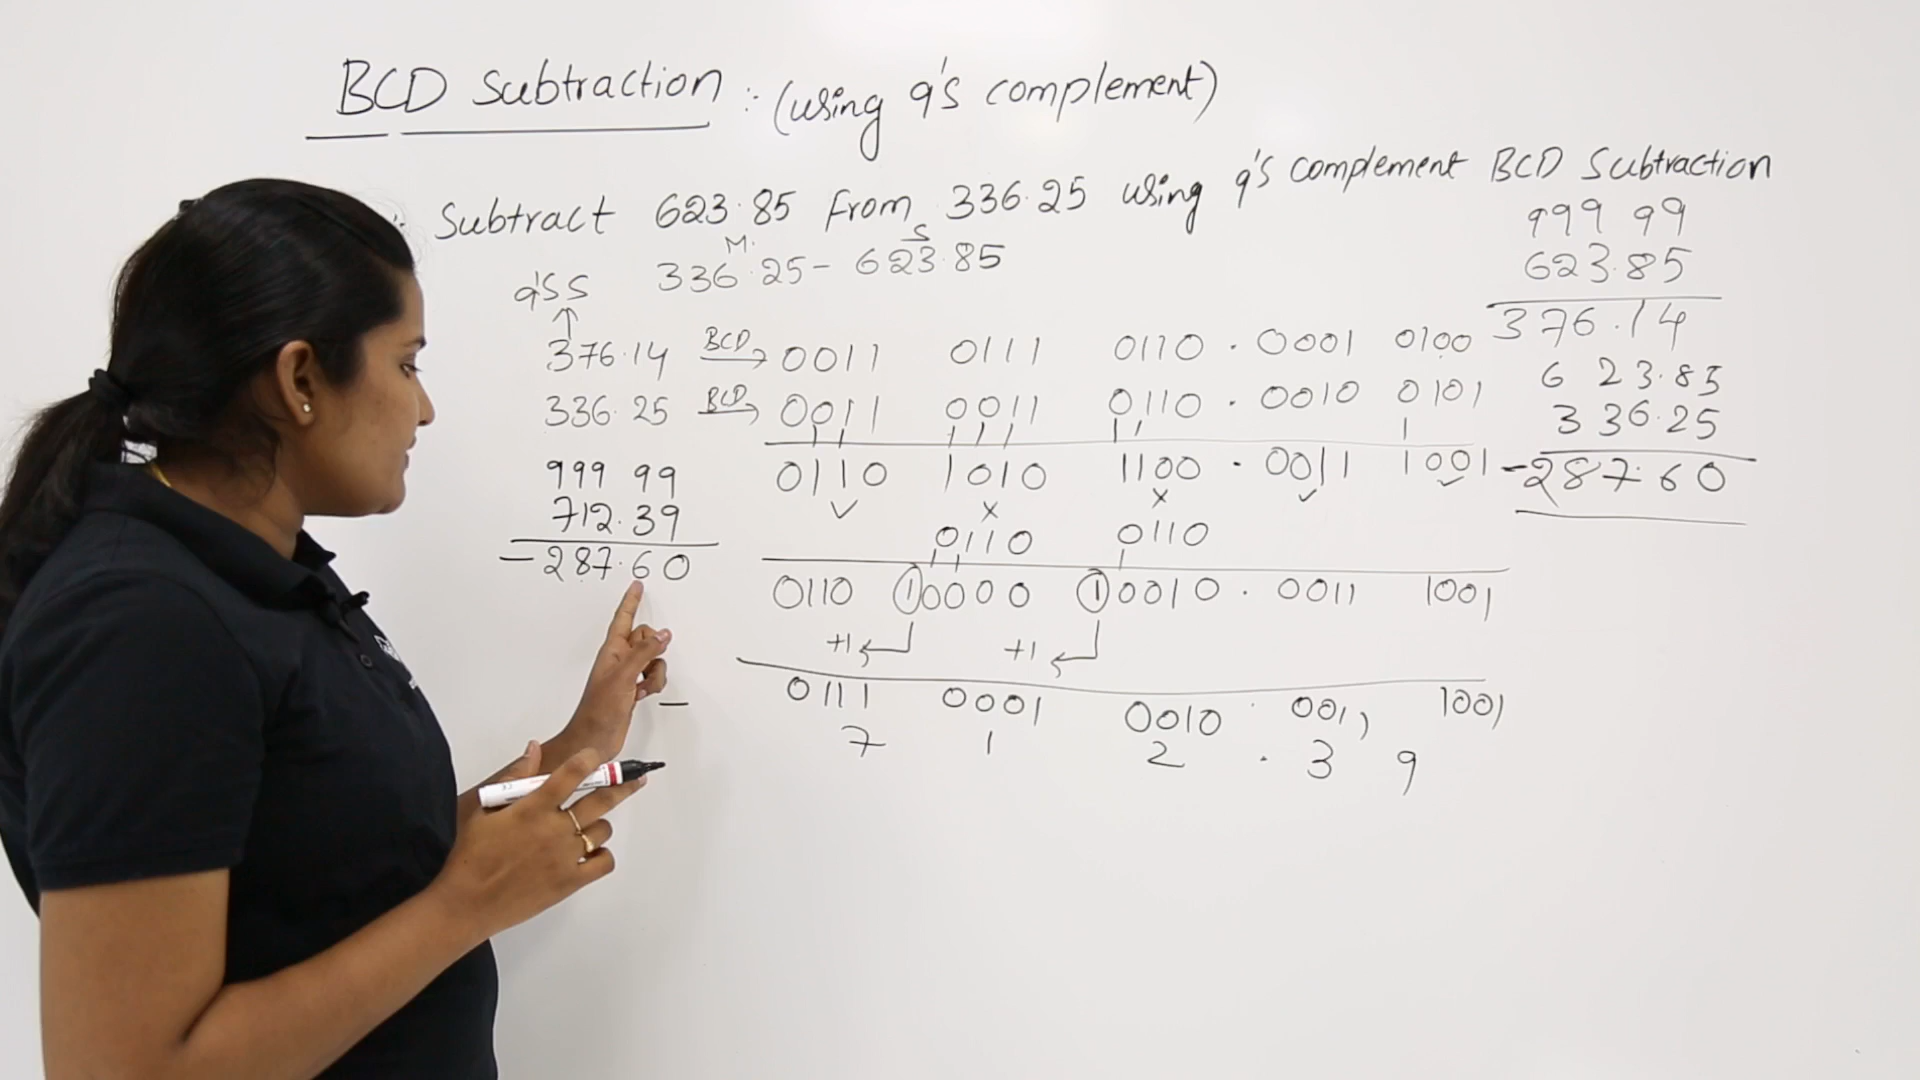 BCD Subtraction : (using 9's complement)
Subtract 623.85 from 336.25 using 9's complement BCD Subtraction
M. S
336.25 - 623.85
999 99
623.85
376.14
623.85
336.25
-287.60
9's S
↑
376.14 BCD→ 0011 0111 0110 . 0001 0100
336.25 BCD→ 0011 0011 0110 . 0010 0101
0110 1010 1100 . 0011 1001
✓ × × ✓ ✓
0110 0110
0110 10000 10010 . 0011 1001
+1 +1
0111 0001 0010 . 0011 1001
7 1 2 . 3 9
999 99
712.39
-287.60
-